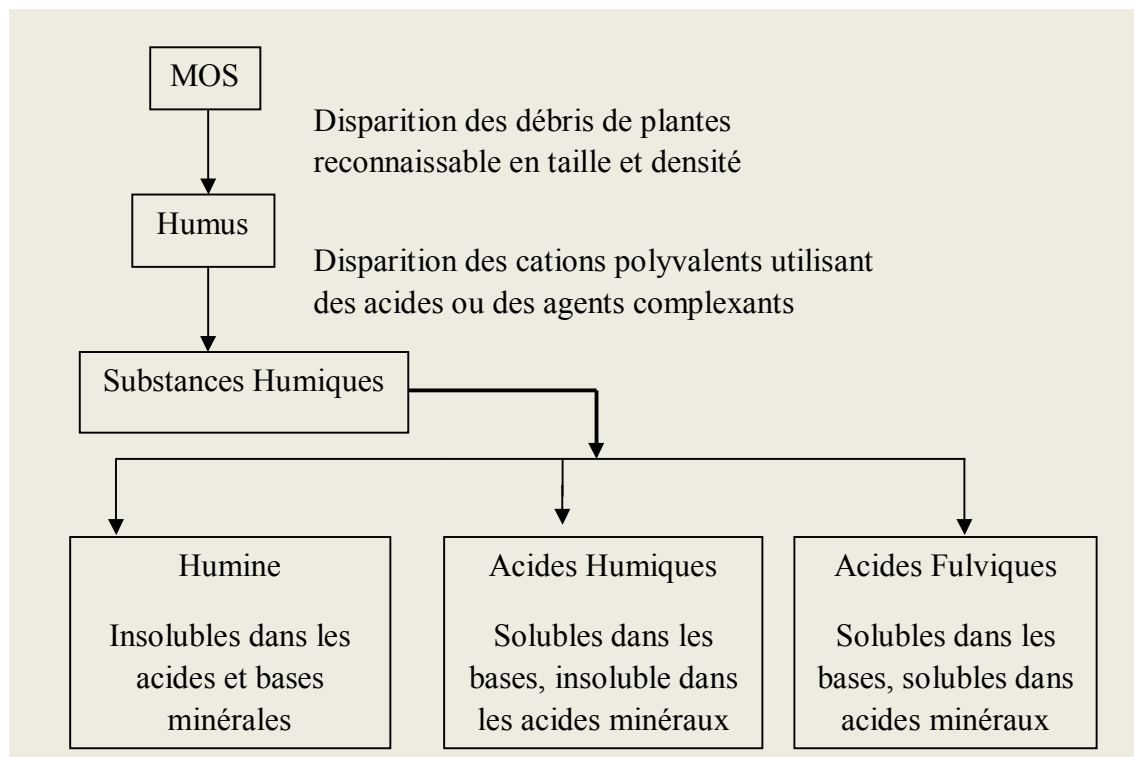 MOS
Disparition des débris de plantes
reconnaissable en taille et densité
Humus
Disparition des cations polyvalents utilisant
des acides ou des agents complexants
Substances Humiques
Humine
Insolubles dans les
acides et bases
minérales
Acides Humiques
Solubles dans les
bases, insoluble dans
les acides minéraux
Acides Fulviques
Solubles dans les
bases, solubles dans
acides minéraux